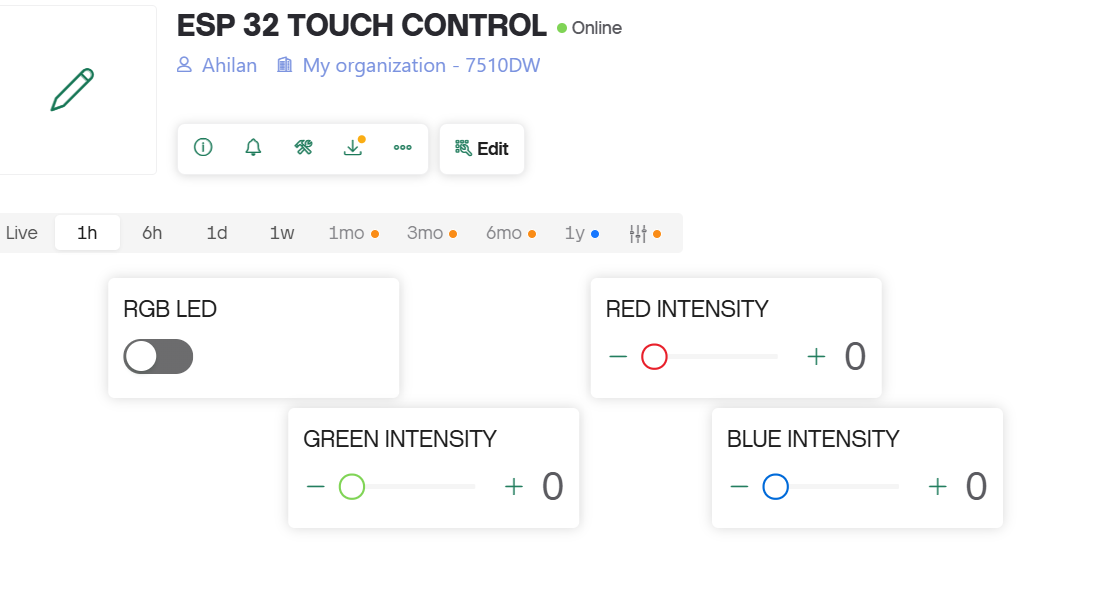 ESP 32 TOUCH CONTROL Online
Ahilan My organization - 7510DW
Edit
Live 1h 6h 1d 1w 1mo 3mo 6mo 1y
RGB LED
RED INTENSITY
0
GREEN INTENSITY
0
BLUE INTENSITY
0